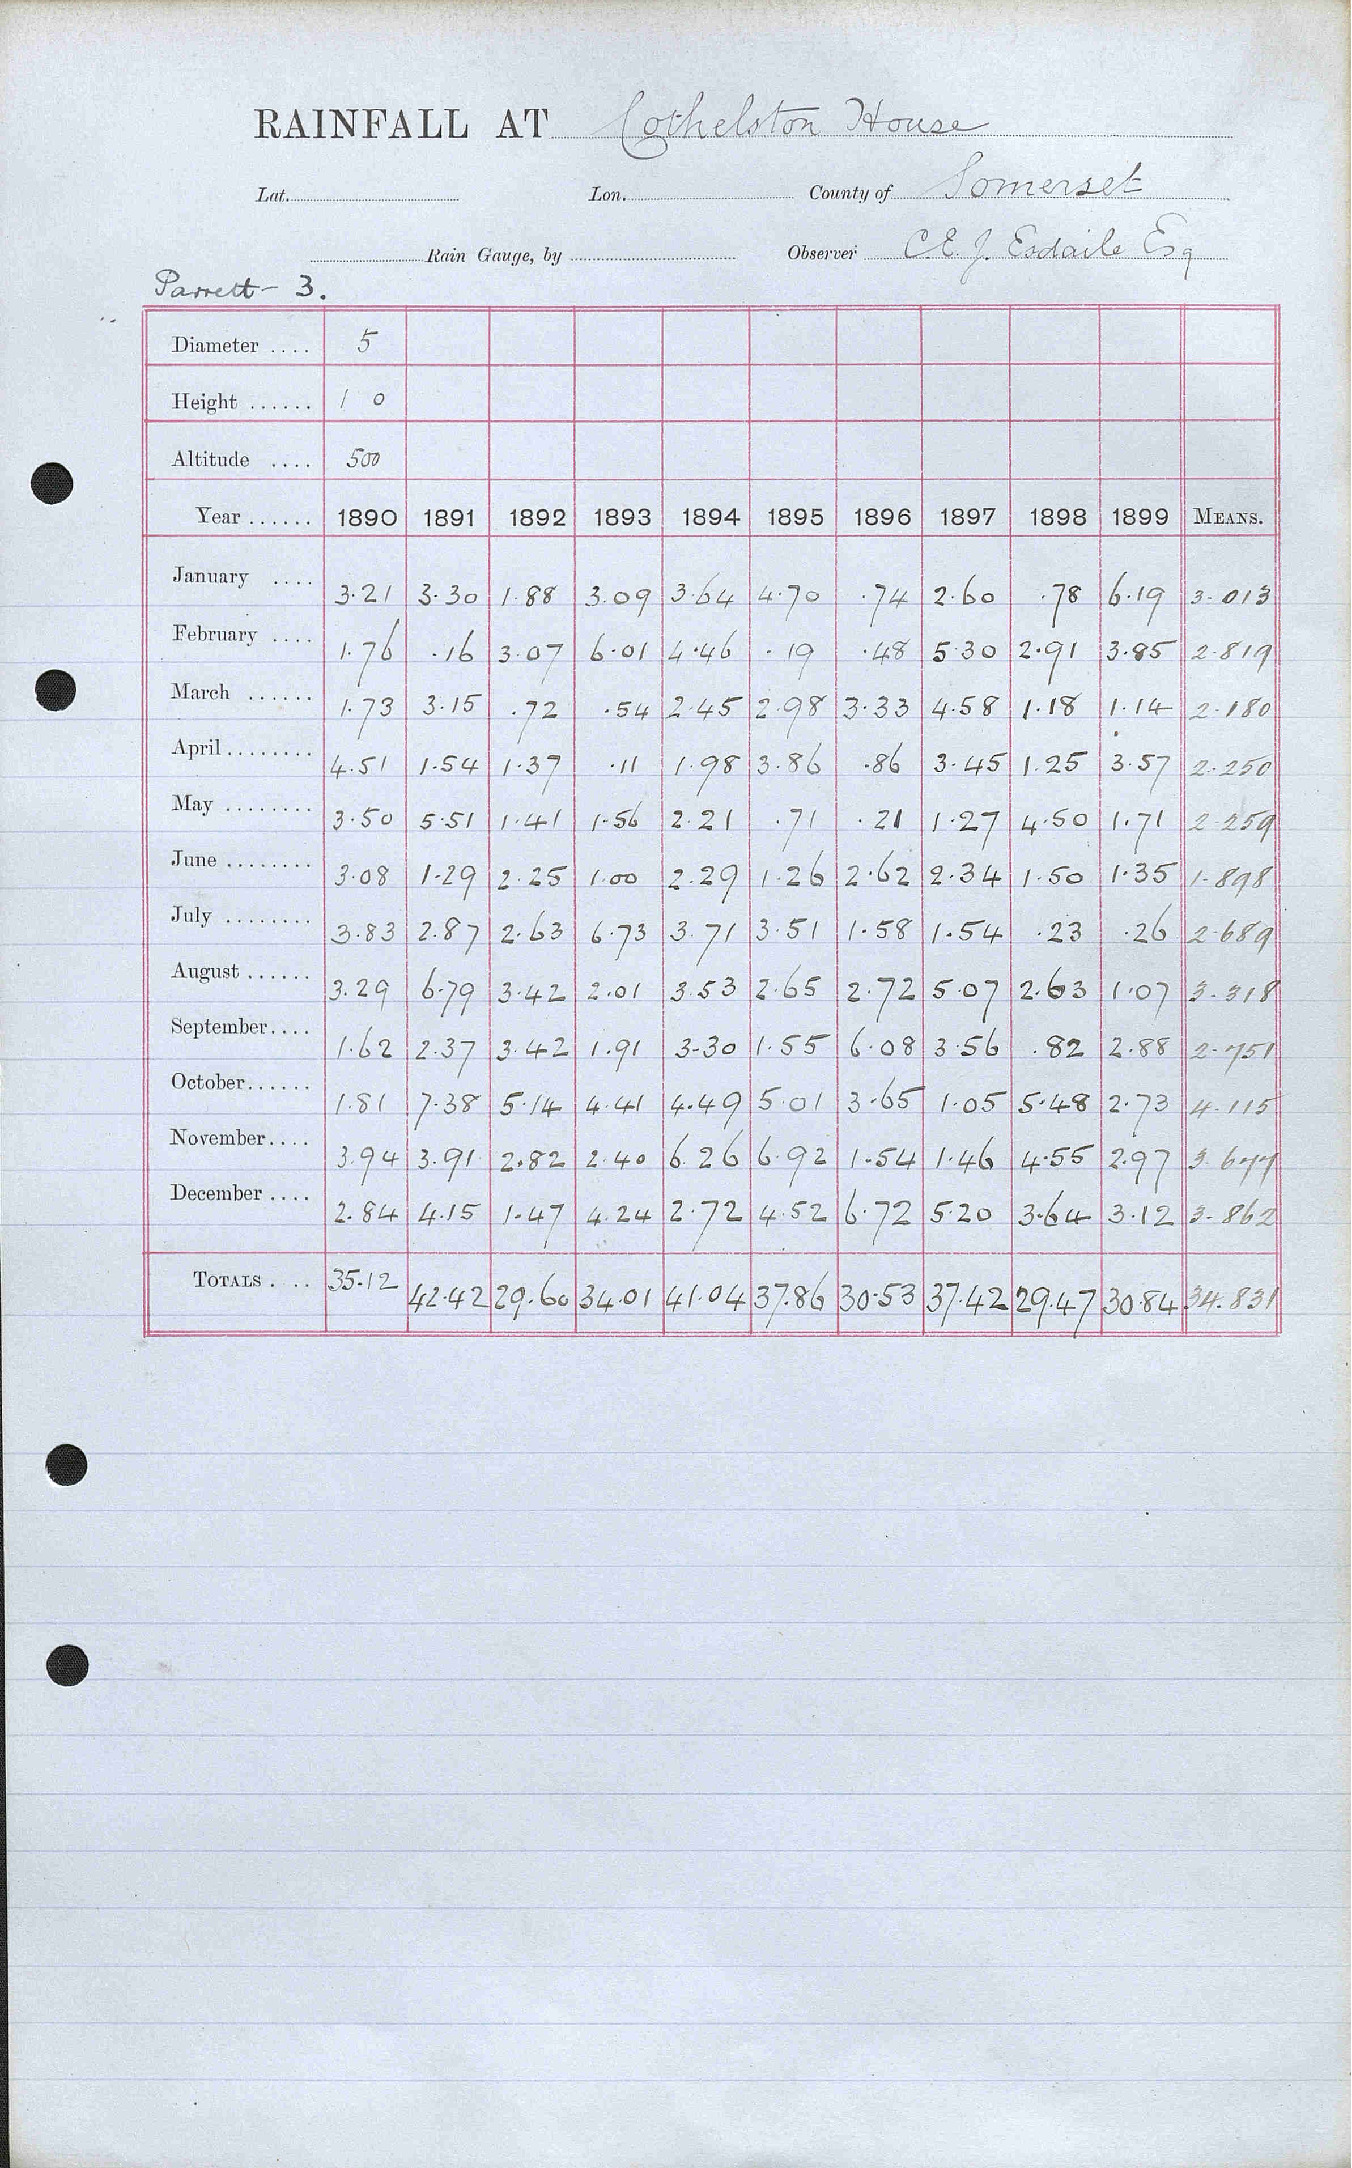 RAINFALL AT Cothelston House
Lat. Lon. County of Somerset
Rain Gauge, by Observer C.E.J. Esdaile Esq
Parrett - 3.
Diameter .... 5
Height ...... 1 0
Altitude .... 500
Year ...... 1890 1891 1892 1893 1894 1895 1896 1897 1898 1899 MEANS.
January .... 3.21 3.30 1.88 3.09 3.64 4.70 .74 2.60 .78 6.19 3.013
February .... 1.76 .16 3.07 6.01 4.46 .19 .48 5.30 2.91 3.85 2.819
March ...... 1.73 3.15 .72 .54 2.45 2.98 3.33 4.58 1.18 1.14 2.180
April ........ 4.51 1.54 1.37 .11 1.98 3.86 .86 3.45 1.25 3.57 2.250
May ........ 3.50 5.51 1.41 1.56 2.21 .71 .21 1.27 4.50 1.71 2.259
June ........ 3.08 1.29 2.25 1.00 2.29 1.26 2.62 2.34 1.50 1.35 1.898
July ........ 3.83 2.87 2.63 6.73 3.71 3.51 1.58 1.54 .23 .26 2.689
August ...... 3.29 6.79 3.42 2.01 3.53 2.65 2.72 5.07 2.63 1.07 3.318
September.... 1.62 2.37 3.42 1.91 3.30 1.55 6.08 3.56 .82 2.88 2.751
October...... 1.81 7.38 5.14 4.41 4.49 5.01 3.65 1.05 5.48 2.73 4.115
November.... 3.94 3.91 2.82 2.40 6.26 6.92 1.54 1.46 4.55 2.97 3.677
December .... 2.84 4.15 1.47 4.24 2.72 4.52 6.72 5.20 3.64 3.12 3.862
TOTALS .... 35.12 42.42 29.60 34.01 41.04 37.86 30.53 37.42 29.47 30.84 34.831